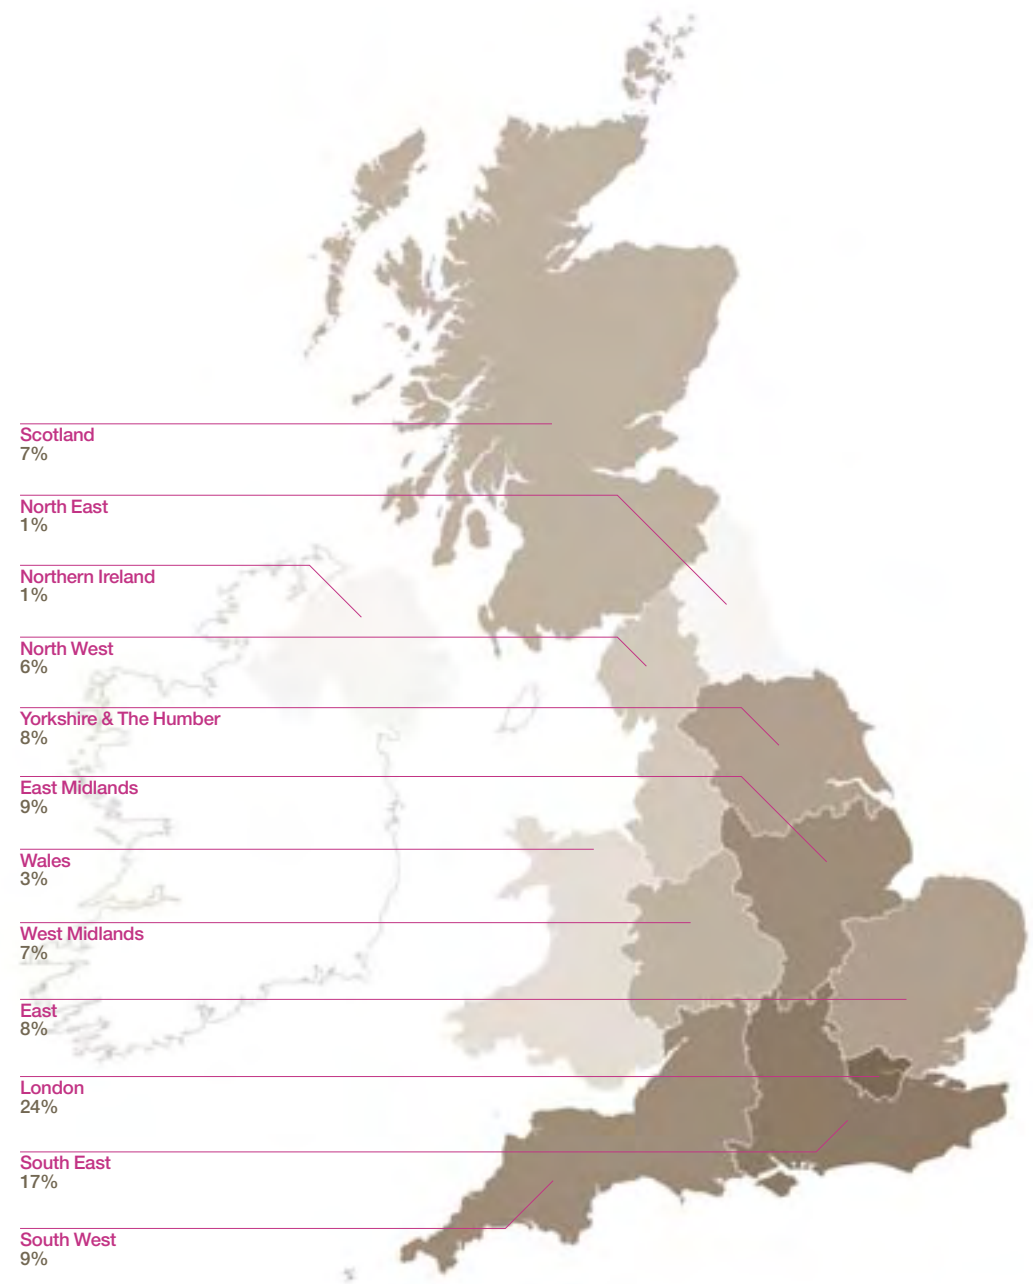 Scotland
7%
North East
1%
Northern Ireland
1%
North West
6%
Yorkshire & The Humber
8%
East Midlands
9%
Wales
3%
West Midlands
7%
East
8%
London
24%
South East
17%
South West
9%